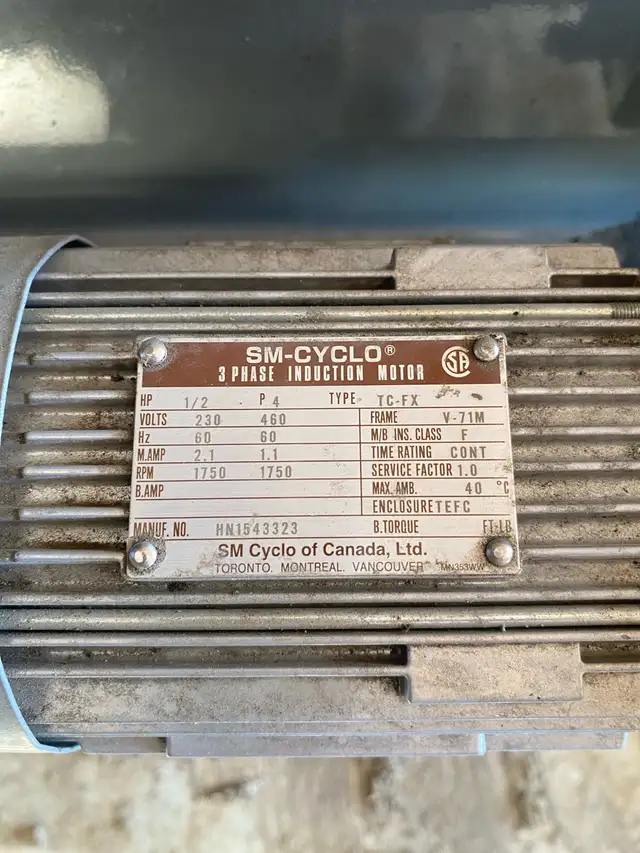 SM-CYCLO®
3 PHASE INDUCTION MOTOR
SA
HP 1/2 P 4 TYPE TC-FX
VOLTS 230 460 FRAME V-71M
Hz 60 60 M/B INS. CLASS F
M.AMP 2.1 1.1 TIME RATING CONT
RPM 1750 1750 SERVICE FACTOR 1.0
B.AMP MAX. AMB. 40 °C
ENCLOSURE TEFC
MANUF. NO. HN1543323 B.TORQUE FT-LB
SM Cyclo of Canada, Ltd.
TORONTO. MONTREAL. VANCOUVER MN353WW